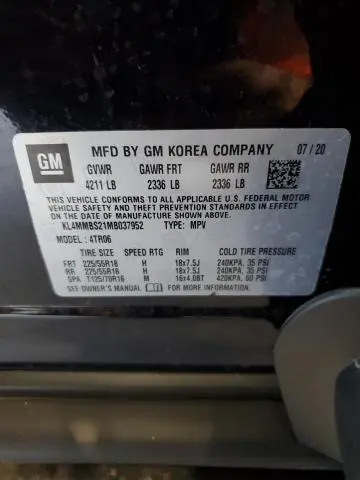 GM
MFD BY GM KOREA COMPANY 07/20
GVWR GAWR FRT GAWR RR
4211 LB 2336 LB 2336 LB
VEHICLE CONFORMS TO ALL APPLICABLE U.S. FEDERAL MOTOR
VEHICLE SAFETY AND THEFT PREVENTION STANDARDS IN EFFECT ON THE
DATE OF MANUFACTURE SHOWN ABOVE.
KL4MMBS21MB037952 TYPE: MPV
MODEL: 4TR06
TIRE SIZE SPEED RTG RIM COLD TIRE PRESSURE
FRT 225/55R18 H 18x7.5J 240KPA, 35 PSI
RR 225/55R18 H 18x7.5J 240KPA, 35 PSI
SPA T125/70R16 M 16x4.0BT 420KPA, 60 PSI
SEE OWNER'S MANUAL FOR MORE INFORMATION.